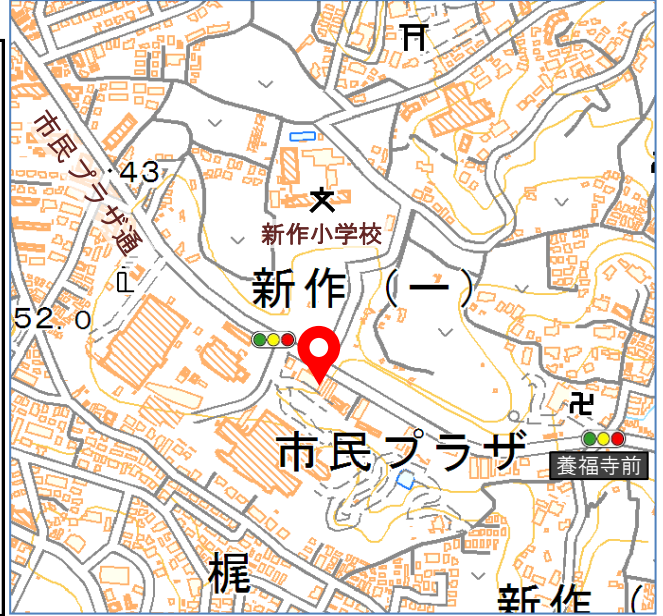 市民プラザ通
・43
新作小学校
新作（一）
52.0
市民プラザ
養福寺前
梶
新作（